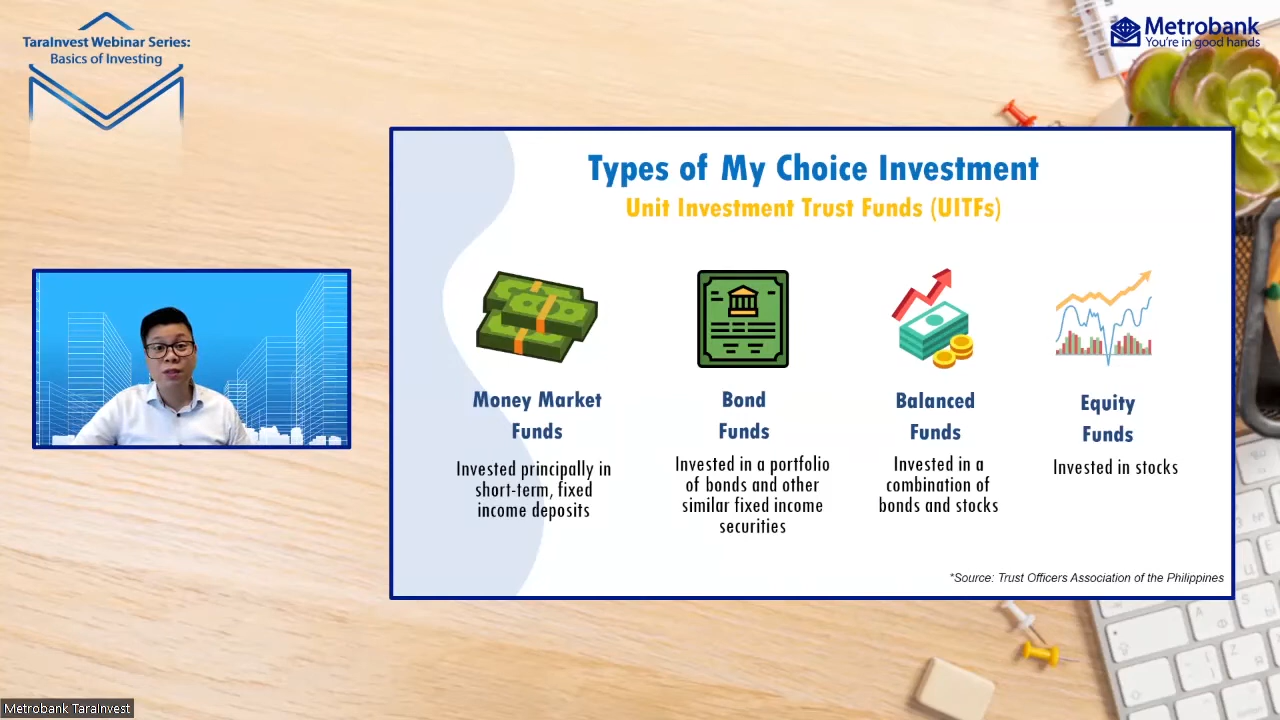 TaraInvest Webinar Series:
Basics of Investing
Metrobank
You're in good hands
Types of My Choice Investment
Unit Investment Trust Funds (UITFs)
Money Market
Funds
Invested principally in
short-term, fixed
income deposits
Bond
Funds
Invested in a portfolio
of bonds and other
similar fixed income
securities
Balanced
Funds
Invested in a
combination of
bonds and stocks
Equity
Funds
Invested in stocks
*Source: Trust Officers Association of the Philippines
Metrobank TaraInvest